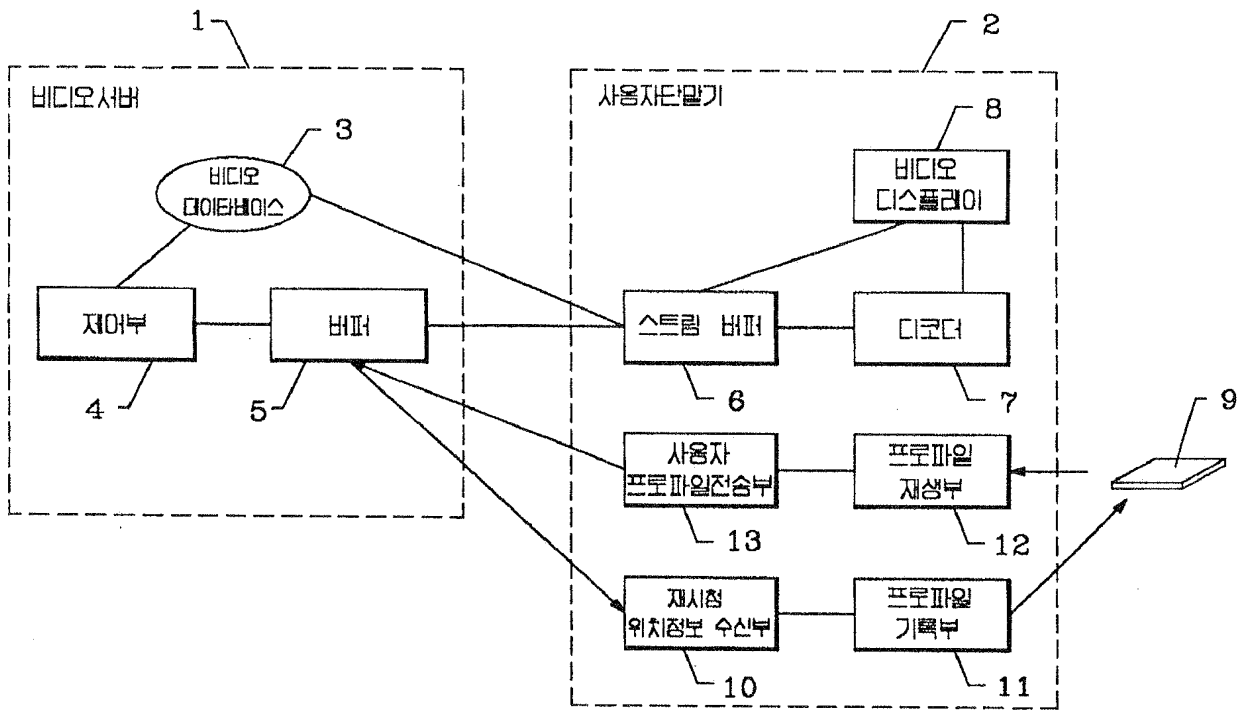 1
2
비디오서버
사용자단말기
3
8
비디오
데이타베이스
비디오
디스플레이
제어부
버퍼
스트림 버퍼
디코더
4
5
6
7
9
사용자
프로파일전송부
프로파일
재생부
13
12
재시청
위치정보 수신부
프로파일
기록부
10
11